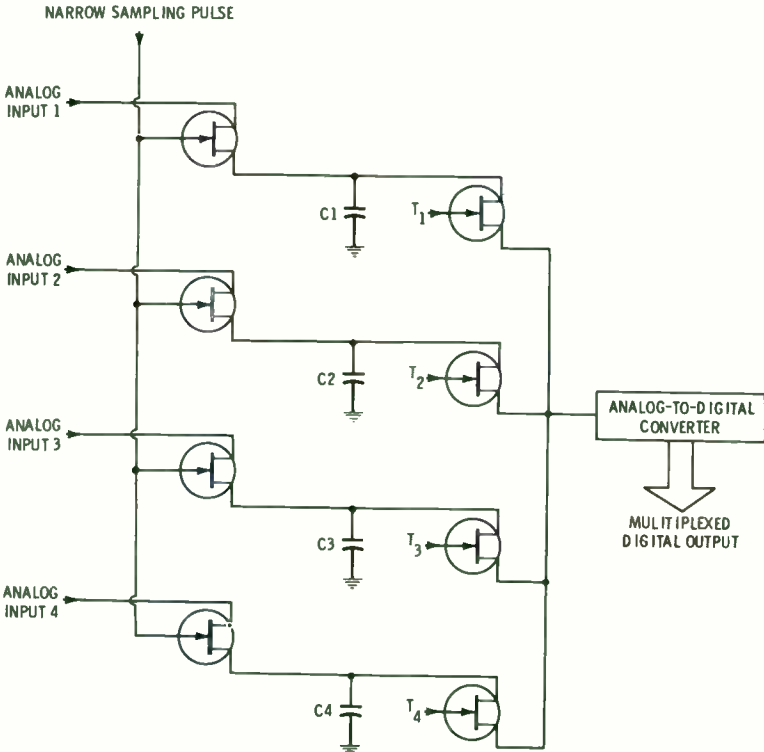 NARROW SAMPLING PULSE
ANALOG
INPUT 1
C1
T1
ANALOG
INPUT 2
C2
T2
ANALOG-TO-DIGITAL
CONVERTER
ANALOG
INPUT 3
C3
T3
MULITIPLEXED
DIGITAL OUTPUT
ANALOG
INPUT 4
C4
T4